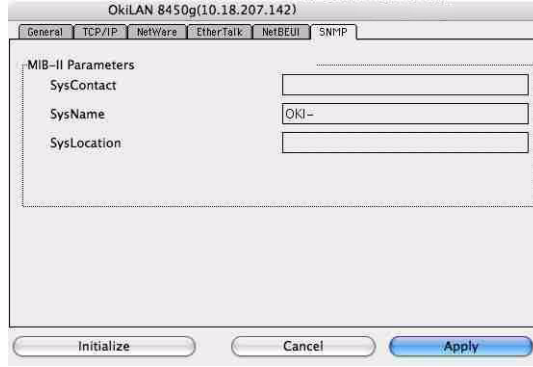 OkiLAN 8450g(10.18.207.142)
General TCP/IP NetWare EtherTalk NetBEUI SNMP
MIB-II Parameters
SysContact
SysName OKI-
SysLocation
Initialize Cancel Apply